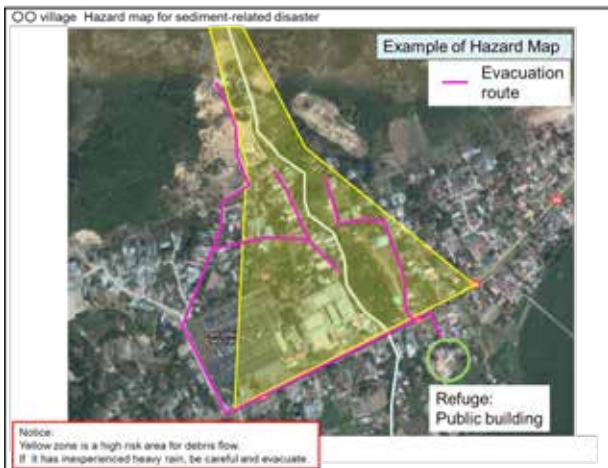 ○○ village Hazard map for sediment-related disaster
Example of Hazard Map
Evacuation
route
Refuge:
Public building
Notice:
Yellow zone is a high risk area for debris flow.
If it has inexperienced heavy rain, be careful and evacuate.